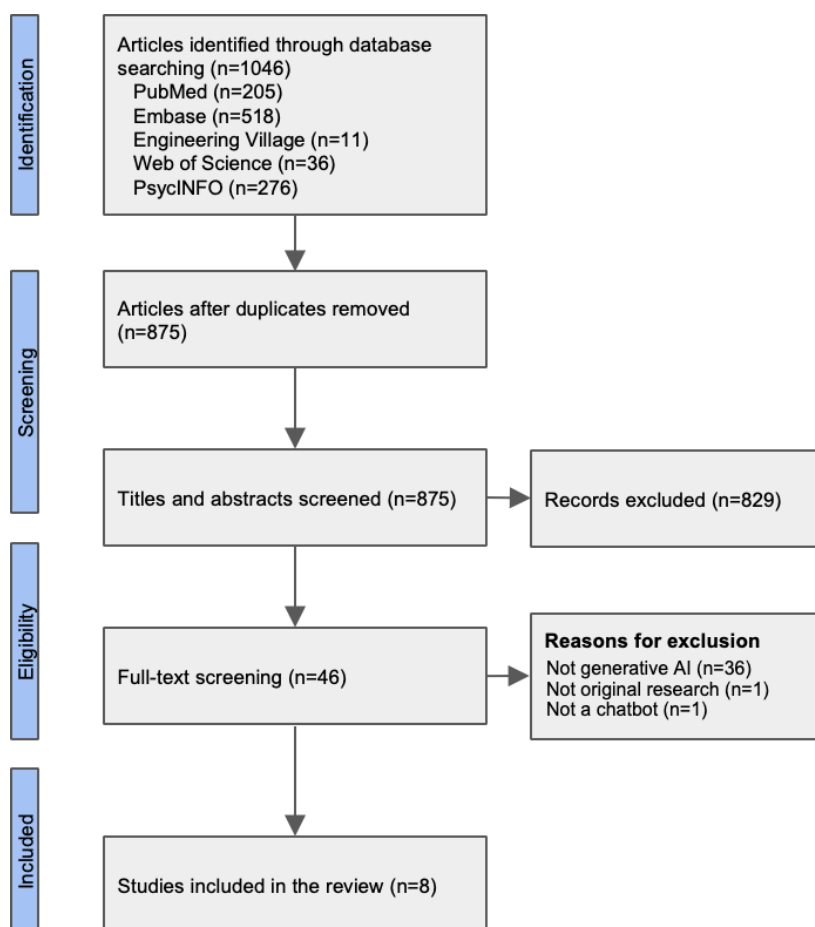 Identification
Articles identified through database
searching (n=1046)
PubMed (n=205)
Embase (n=518)
Engineering Village (n=11)
Web of Science (n=36)
PsycINFO (n=276)
Screening
Articles after duplicates removed
(n=875)
Titles and abstracts screened (n=875)
Records excluded (n=829)
Eligibility
Full-text screening (n=46)
Reasons for exclusion
Not generative AI (n=36)
Not original research (n=1)
Not a chatbot (n=1)
Included
Studies included in the review (n=8)